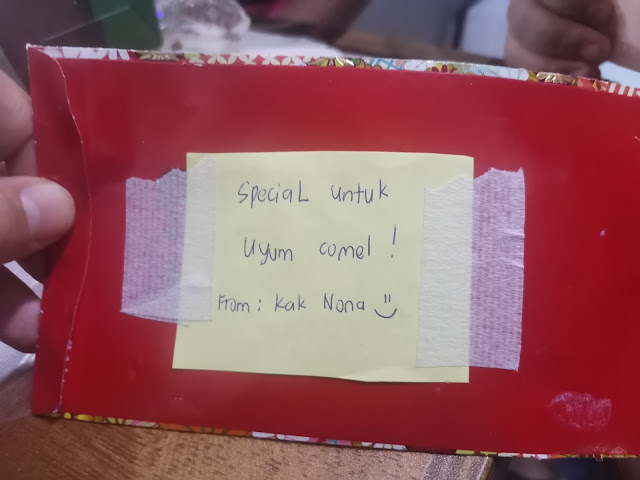 Special untuk
Uyum comel !
From : Kak Nona